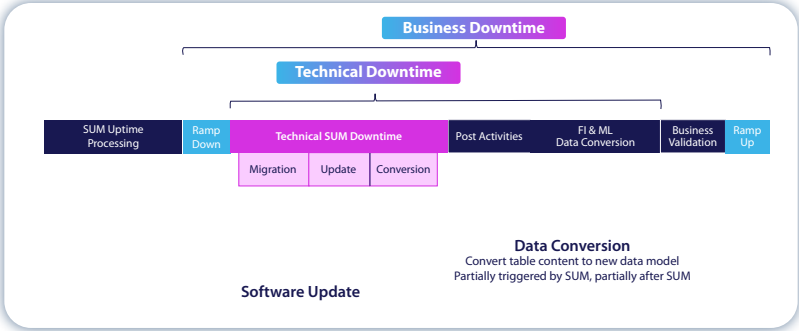 Business Downtime
Technical Downtime
SUM Uptime
Processing
Ramp
Down
Technical SUM Downtime
Post Activities
FI & ML
Data Conversion
Business
Validation
Ramp
Up
Migration
Update
Conversion
Data Conversion
Convert table content to new data model
Partially triggered by SUM, partially after SUM
Software Update